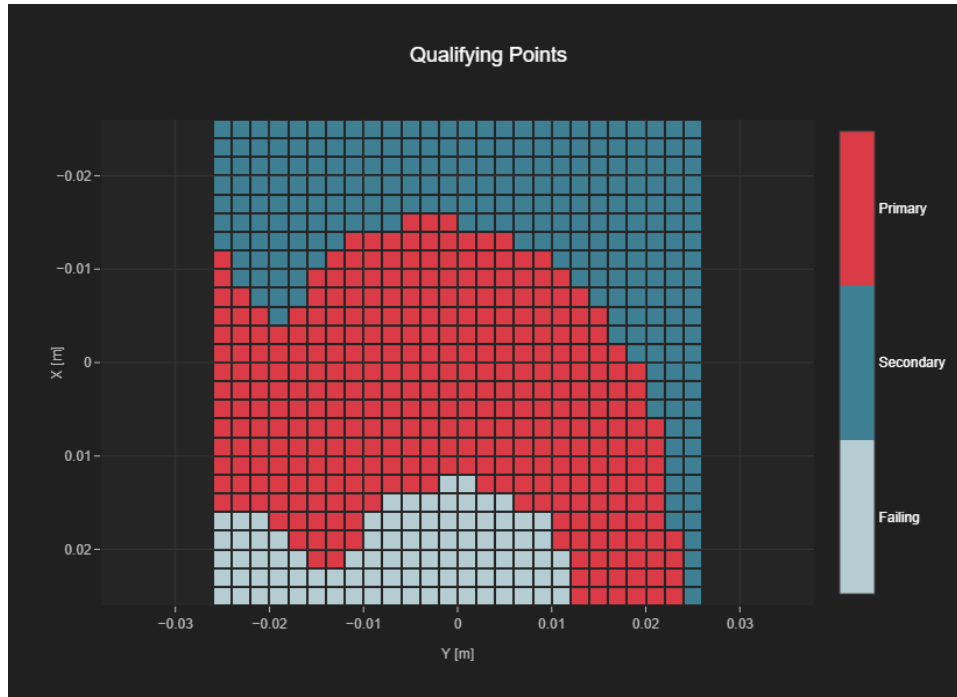 Qualifying Points
−0.02
−0.01
0
0.01
0.02
X [m]
−0.03
−0.02
−0.01
0
0.01
0.02
0.03
Y [m]
Primary
Secondary
Failing